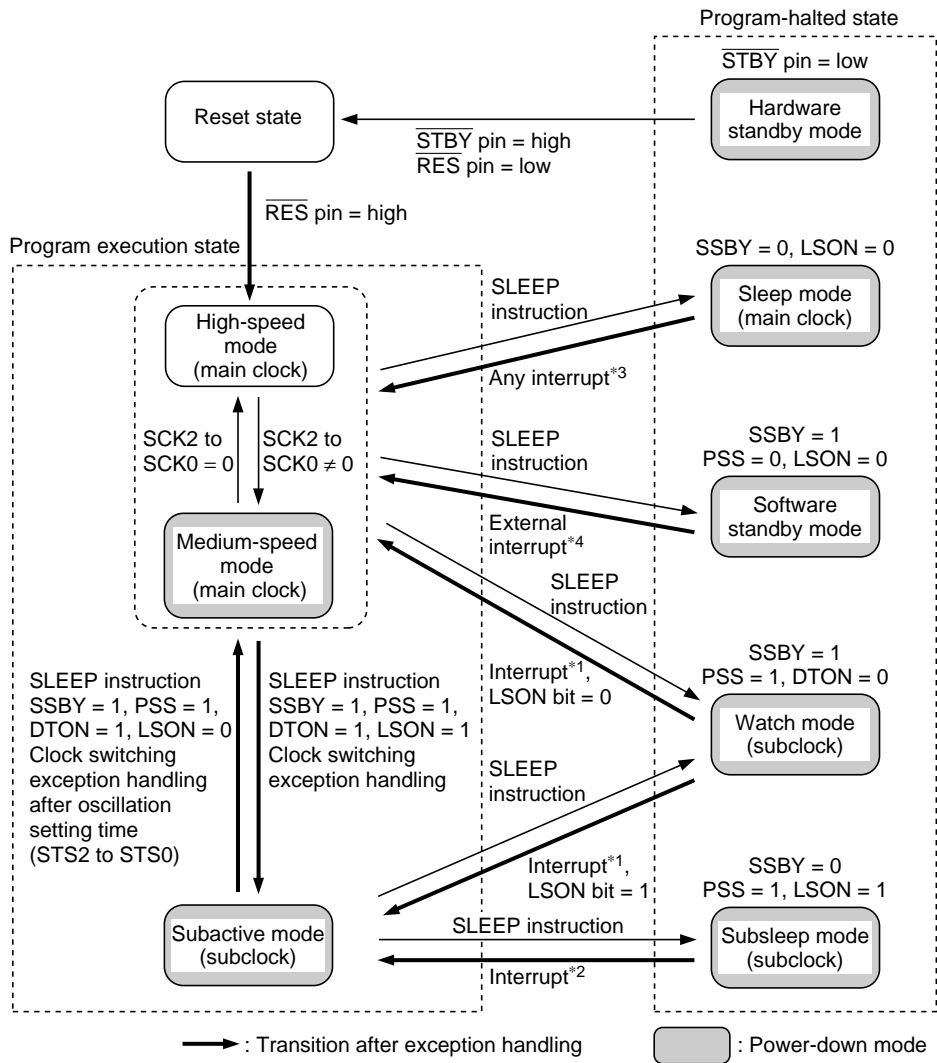 Program-halted state
STBY pin = low
Hardware
standby mode
Reset state
STBY pin = high
RES pin = low
RES pin = high
Program execution state
SSBY = 0, LSON = 0
Sleep mode
(main clock)
SLEEP
instruction
Any interrupt*3
High-speed
mode
(main clock)
SCK2 to
SCK0 = 0
SCK2 to
SCK0 ≠ 0
Medium-speed
mode
(main clock)
SLEEP
instruction
External
interrupt*4
SSBY = 1
PSS = 0, LSON = 0
Software
standby mode
SLEEP
instruction
Interrupt*1,
LSON bit = 0
SSBY = 1
PSS = 1, DTON = 0
Watch mode
(subclock)
SLEEP instruction
SSBY = 1, PSS = 1,
DTON = 1, LSON = 0
Clock switching
exception handling
after oscillation
setting time
(STS2 to STS0)
SLEEP instruction
SSBY = 1, PSS = 1,
DTON = 1, LSON = 1
Clock switching
exception handling
SLEEP
instruction
Interrupt*1,
LSON bit = 1
SSBY = 0
PSS = 1, LSON = 1
Subsleep mode
(subclock)
Subactive mode
(subclock)
SLEEP instruction
Interrupt*2
: Transition after exception handling
: Power-down mode